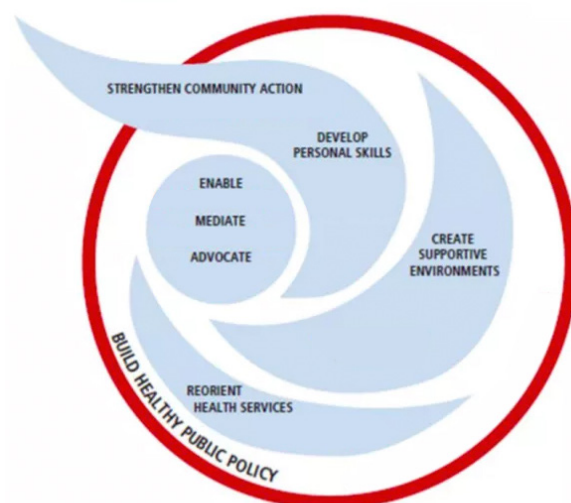 STRENGTHEN COMMUNITY ACTION
DEVELOP
PERSONAL SKILLS
ENABLE
MEDIATE
ADVOCATE
CREATE
SUPPORTIVE
ENVIRONMENTS
REORIENT
HEALTH SERVICES
BUILD HEALTHY PUBLIC POLICY